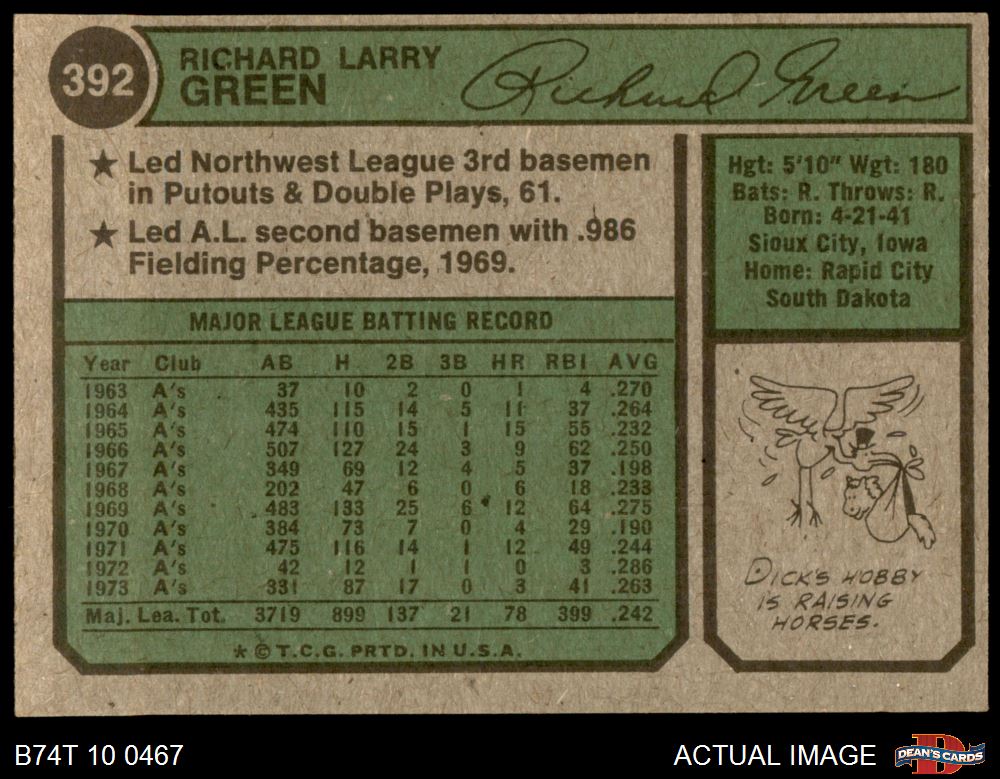 392
RICHARD LARRY
GREEN
Richard Green
★ Led Northwest League 3rd basemen
in Putouts & Double Plays, 61.
★ Led A.L. second basemen with .986
Fielding Percentage, 1969.
MAJOR LEAGUE BATTING RECORD
Year Club AB H 2B 3B HR RBI AVG
1963 A's 37 10 2 0 1 4 .270
1964 A's 435 115 14 5 11 37 .264
1965 A's 474 110 15 1 15 55 .232
1966 A's 507 127 24 3 9 62 .250
1967 A's 349 69 12 4 5 37 .198
1968 A's 202 47 6 0 6 18 .233
1969 A's 483 133 25 6 12 64 .275
1970 A's 384 73 7 0 4 29 .190
1971 A's 475 116 14 1 12 49 .244
1972 A's 42 12 1 1 0 3 .286
1973 A's 331 87 17 0 3 41 .263
Maj. Lea. Tot. 3719 899 137 21 78 399 .242
* © T.C.G. PRTD. IN U.S.A.
Hgt: 5'10" Wgt: 180
Bats: R. Throws: R.
Born: 4-21-41
Sioux City, Iowa
Home: Rapid City
South Dakota
DICK'S HOBBY
IS RAISING
HORSES.
B74T 10 0467
ACTUAL IMAGE
DEAN'S CARDS